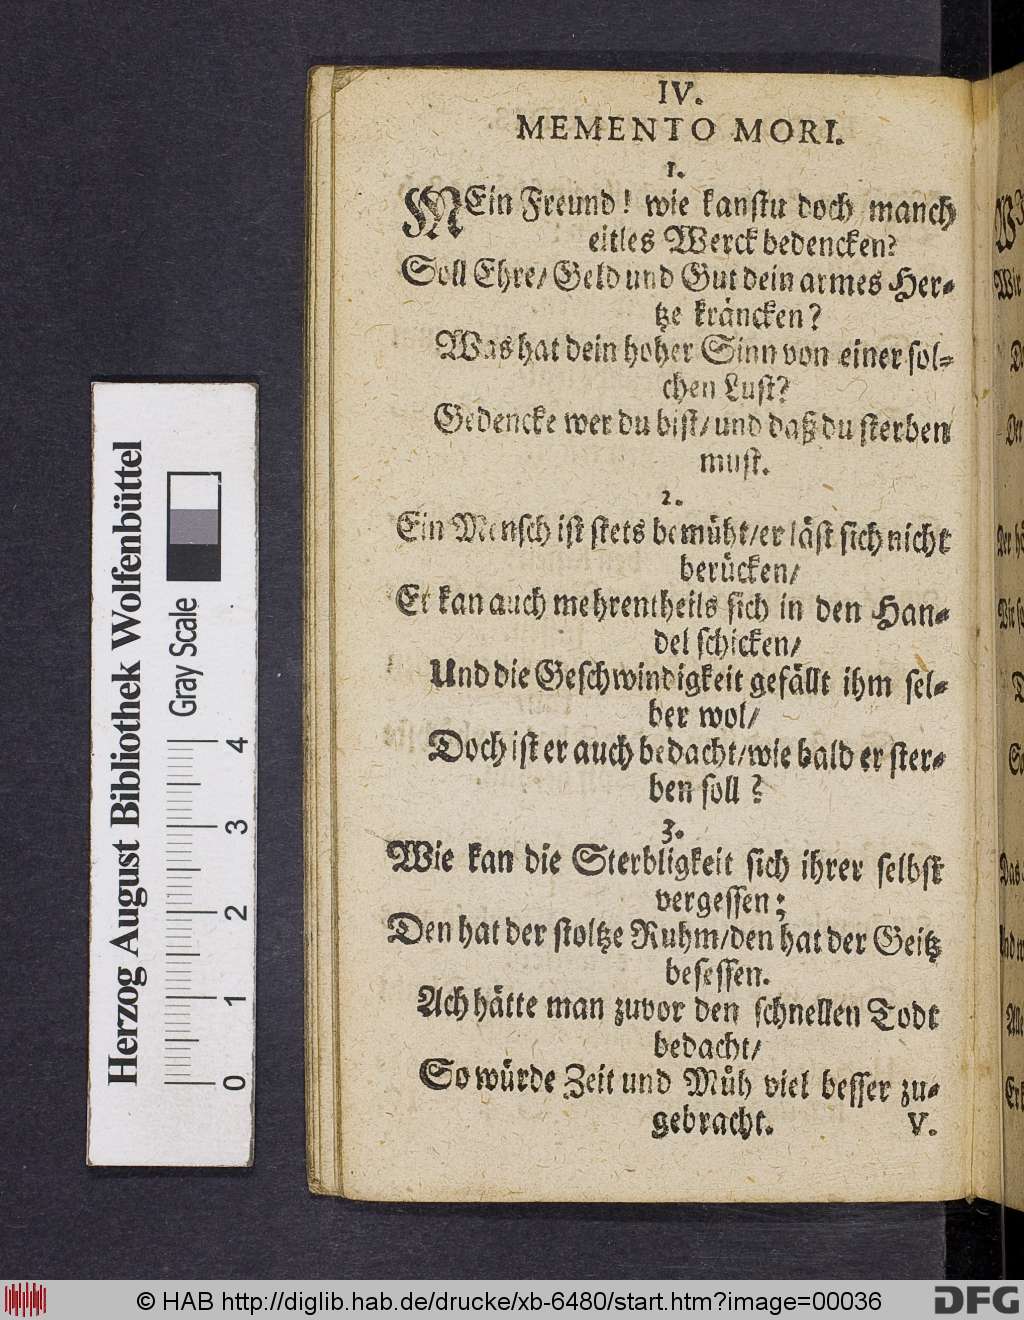 IV.
MEMENTO MORI.
1.
MEin Freund! wie kanstu doch manch
eitles Werck bedencken?
Soll Ehre/ Geld und Gut dein armes Her-
tze kräncken?
Was hat dein hoher Sinn von einer sol-
chen Lust?
Gedencke wer du bist/ und daß du sterben
must.
2.
Ein Mensch ist stets bemüht/ er läst sich nicht
berücken/
Er kan auch mehrentheils sich in den Han-
del schicken/
Und die Geschwindigkeit gefällt ihm sel-
ber wol/
Doch ist er auch bedacht/ wie bald er ster-
ben soll?
3.
Wie kan die Sterbligkeit sich ihrer selbst
vergessen;
Den hat der stoltze Ruhm/ den hat der Geitz
besessen.
Ach hätte man zuvor den schnellen Todt
bedacht/
So würde Zeit und Müh viel besser zu-
gebracht.
V.
Herzog August Bibliothek Wolfenbüttel
Gray Scale
0 1 2 3 4
© HAB http://diglib.hab.de/drucke/xb-6480/start.htm?image=00036
DFG